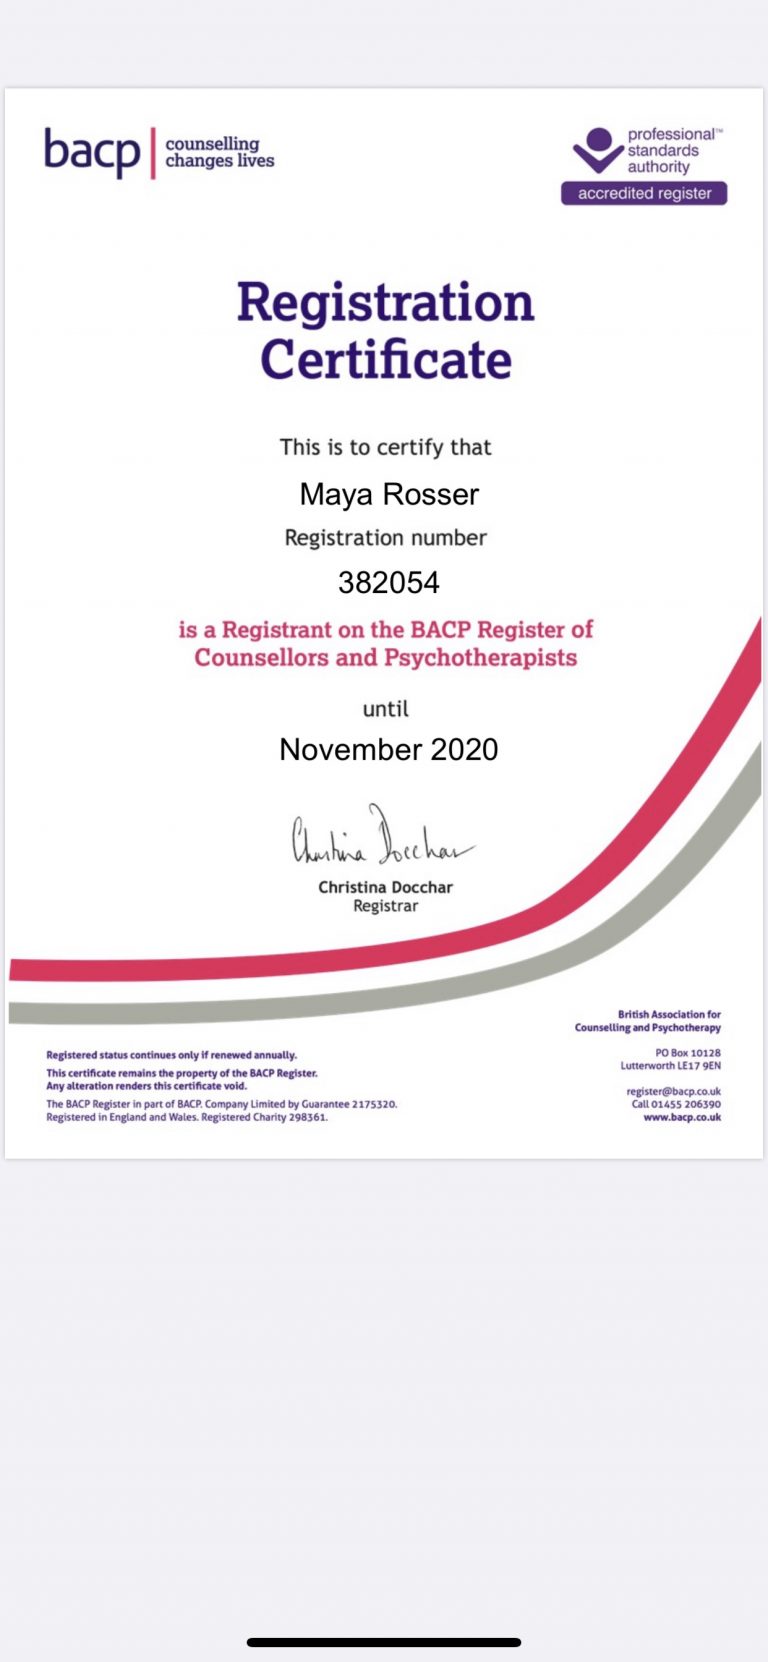 bacp
counselling
changes lives
professional™
standards
authority
accredited register
Registration
Certificate
This is to certify that
Maya Rosser
Registration number
382054
is a Registrant on the BACP Register of
Counsellors and Psychotherapists
until
November 2020
Christina Docchar
Christina Docchar
Registrar
British Association for
Counselling and Psychotherapy
PO Box 10128
Lutterworth LE17 9EN
register@bacp.co.uk
Call 01455 206390
www.bacp.co.uk
Registered status continues only if renewed annually.
This certificate remains the property of the BACP Register.
Any alteration renders this certificate void.
The BACP Register in part of BACP. Company Limited by Guarantee 2175320.
Registered in England and Wales. Registered Charity 298361.